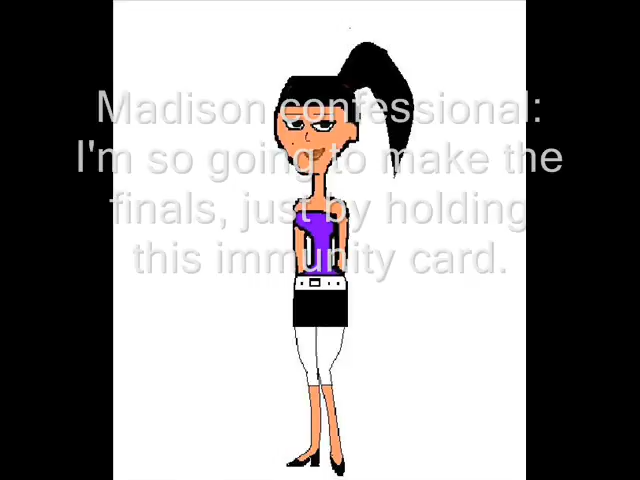 Madison confessional:
I'm so going to make the
finals, just by holding
this immunity card.